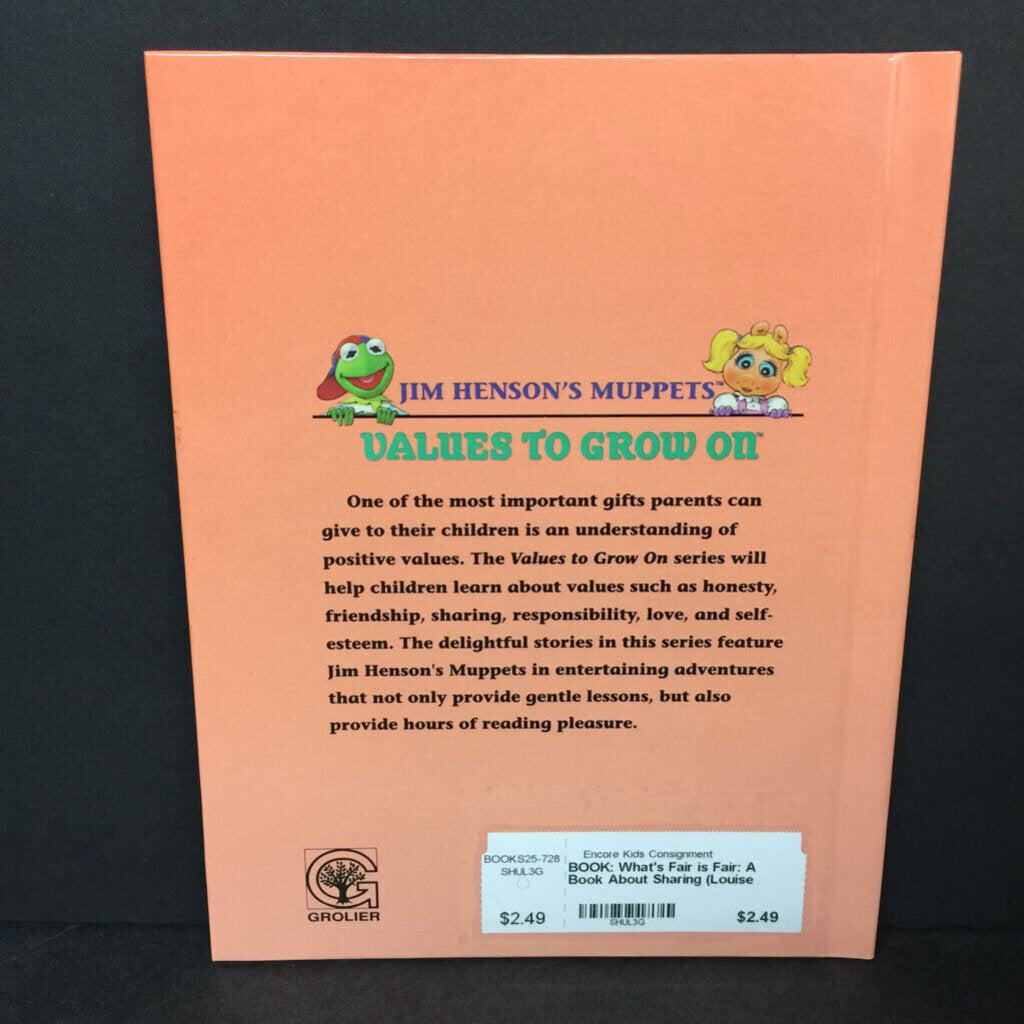 JIM HENSON'S MUPPETS™
VALUES TO GROW ON™
One of the most important gifts parents can
give to their children is an understanding of
positive values. The Values to Grow On series will
help children learn about values such as honesty,
friendship, sharing, responsibility, love, and self-
esteem. The delightful stories in this series feature
Jim Henson's Muppets in entertaining adventures
that not only provide gentle lessons, but also
provide hours of reading pleasure.
G
GROLIER
BOOKS25-728
SHUL3G
$2.49
Encore Kids Consignment
BOOK: What's Fair is Fair: A
Book About Sharing (Louise
SHUL3G
$2.49